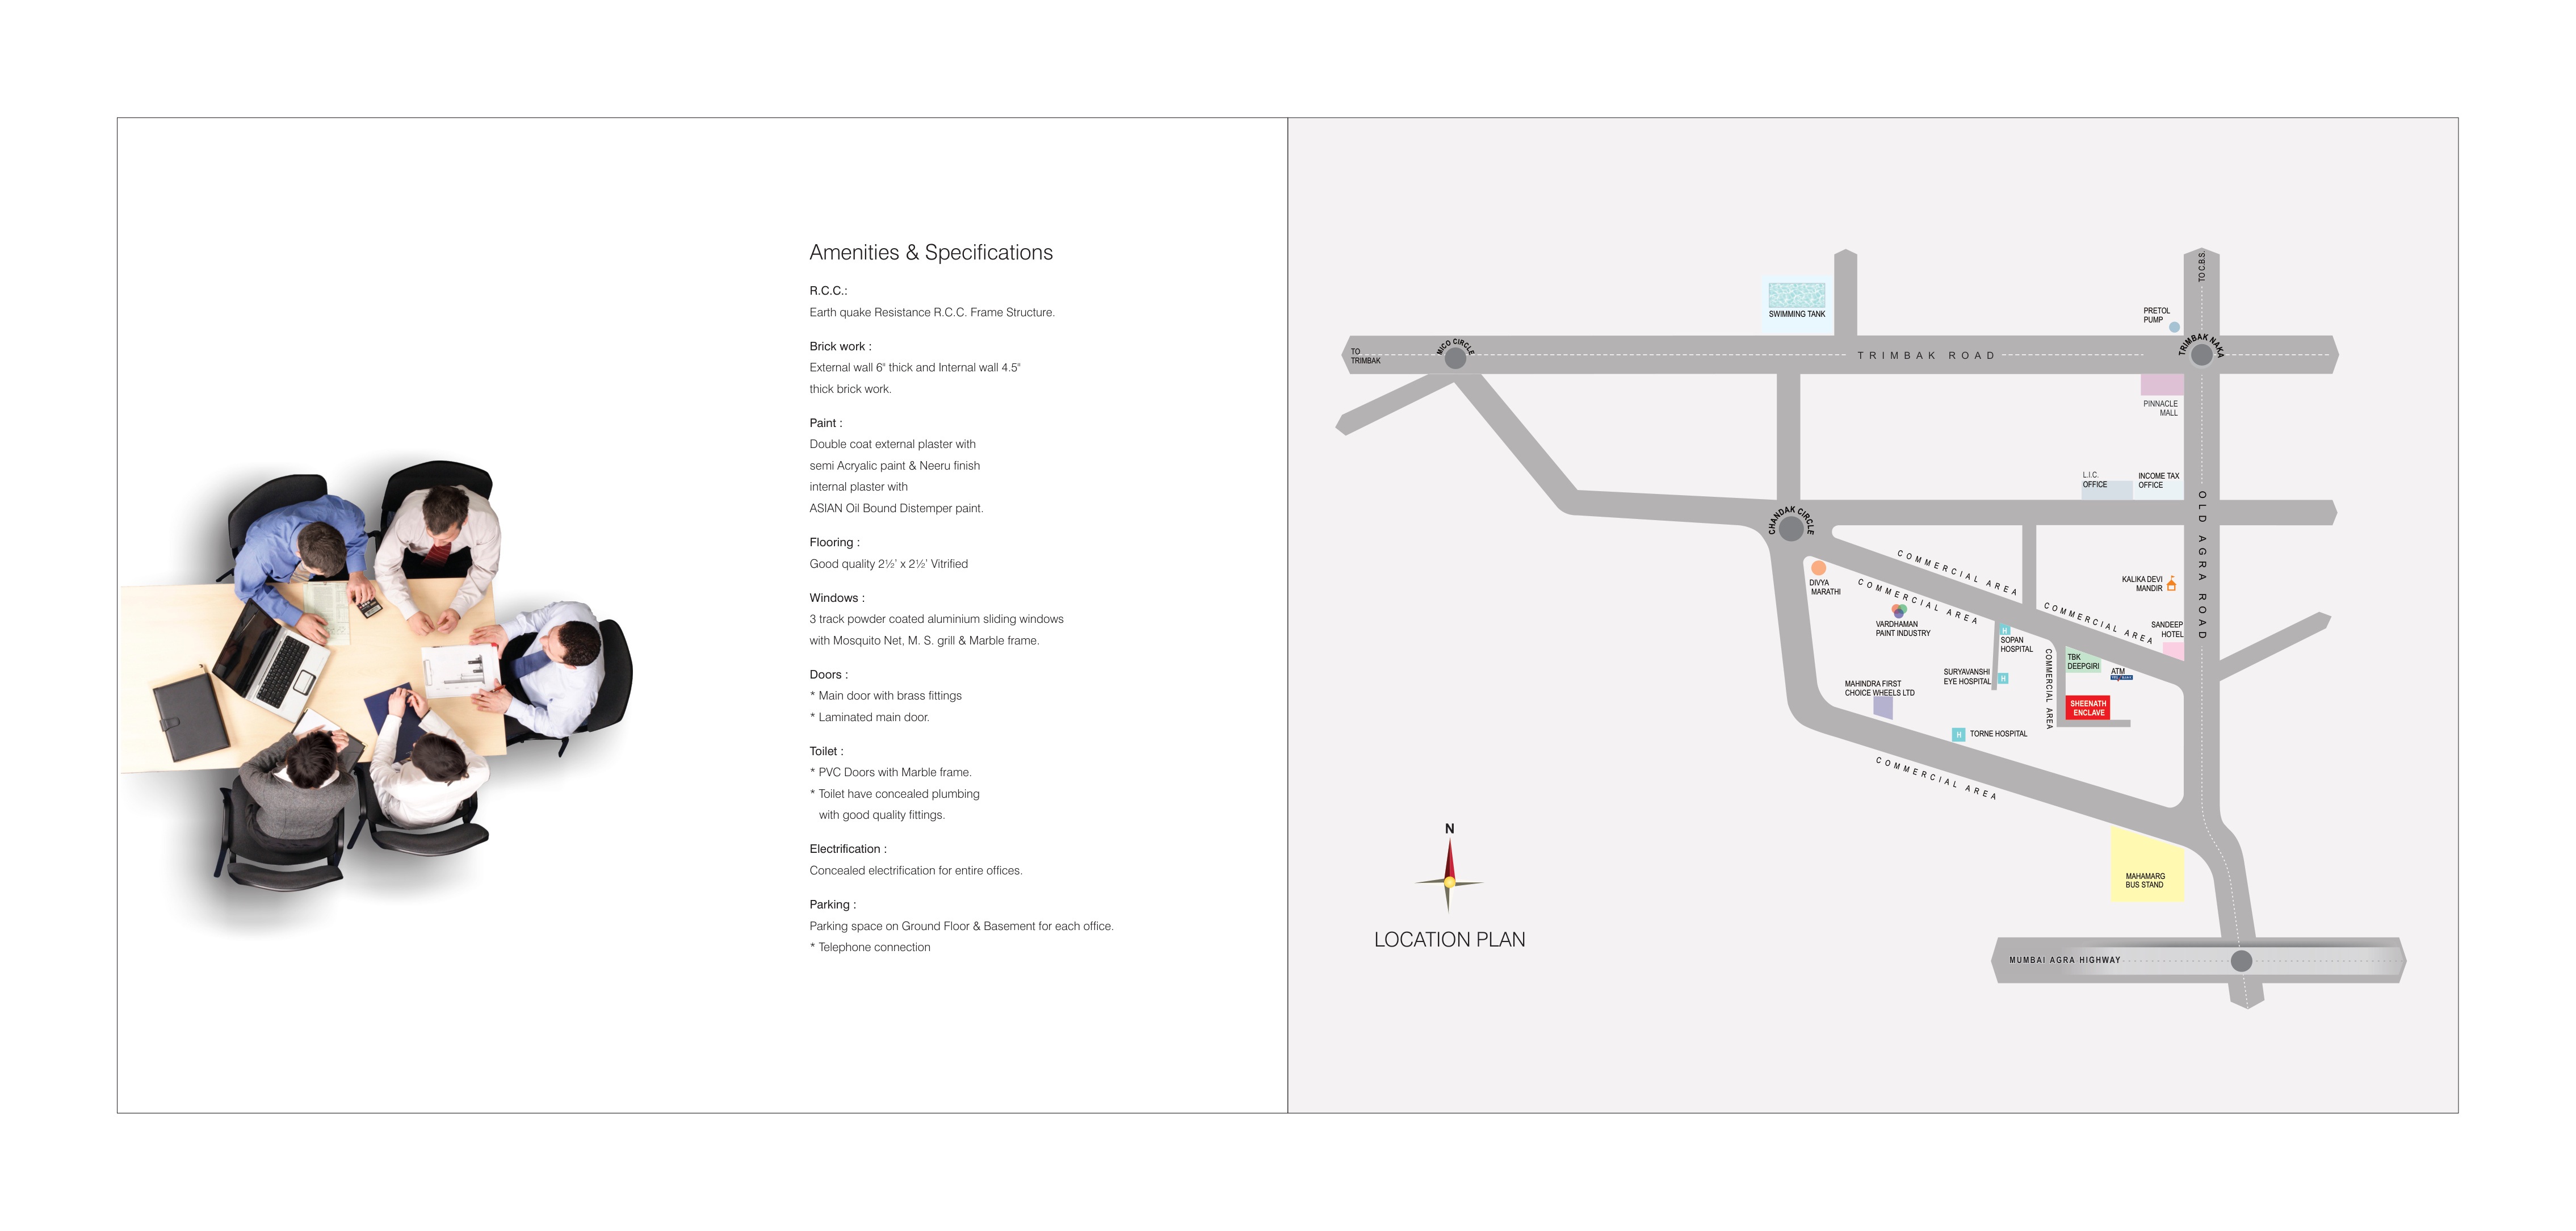 Amenities & Specifications
R.C.C.:
Earth quake Resistance R.C.C. Frame Structure.
Brick work :
External wall 6" thick and Internal wall 4.5"
thick brick work.
Paint :
Double coat external plaster with
semi Acryalic paint & Neeru finish
internal plaster with
ASIAN Oil Bound Distemper paint.
Flooring :
Good quality 2½' x 2½' Vitrified
Windows :
3 track powder coated aluminium sliding windows
with Mosquito Net, M. S. grill & Marble frame.
Doors :
* Main door with brass fittings
* Laminated main door.
Toilet :
* PVC Doors with Marble frame.
* Toilet have concealed plumbing
with good quality fittings.
Electrification :
Concealed electrification for entire offices.
Parking :
Parking space on Ground Floor & Basement for each office.
* Telephone connection
TO C.B.S.
SWIMMING TANK
PRETOL
PUMP
TO
TRIMBAK
MICO CIRCLE
TRIMBAK ROAD
TRIMBAK NAKA
PINNACLE
MALL
L.I.C.
OFFICE
INCOME TAX
OFFICE
OLD AGRA ROAD
CHANDAK CIRCLE
COMMERCIAL AREA
DIVYA
MARATHI
COMMERCIAL AREA
KALIKA DEVI
MANDIR
COMMERCIAL AREA
VARDHAMAN
PAINT INDUSTRY
SANDEEP
HOTEL
H
SOPAN
HOSPITAL
COMMERCIAL AREA
TBK
DEEPGIRI
ATM
SURYAVANSHI
EYE HOSPITAL
H
MAHINDRA FIRST
CHOICE WHEELS LTD
SHEENATH
ENCLAVE
H
TORNE HOSPITAL
COMMERCIAL AREA
N
MAHAMARG
BUS STAND
LOCATION PLAN
MUMBAI AGRA HIGHWAY